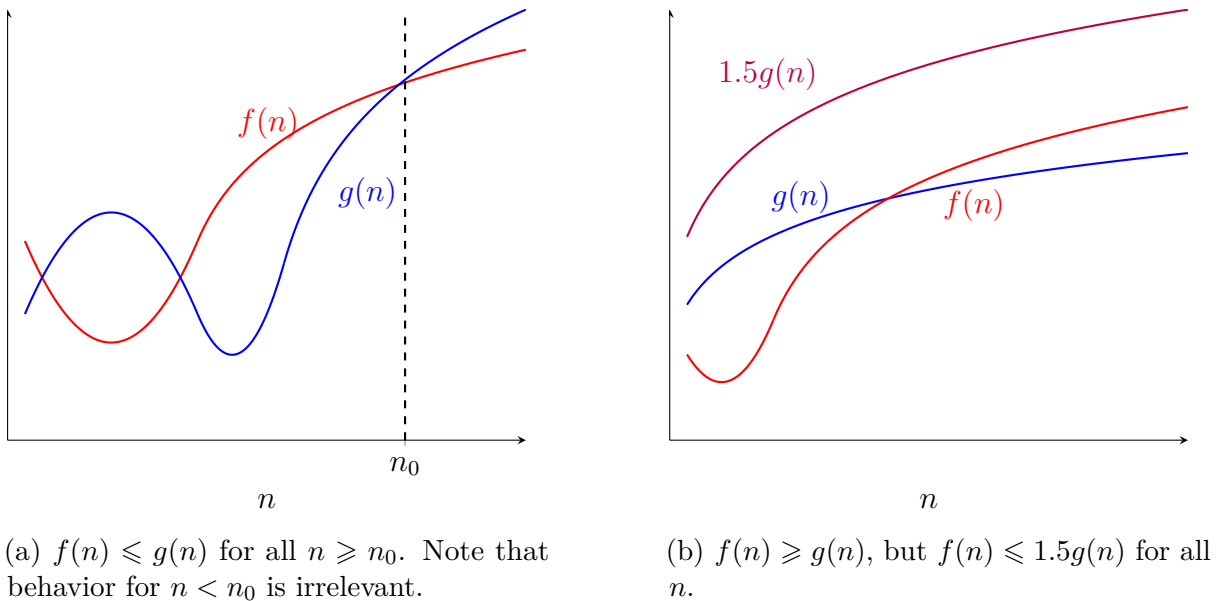 f(n)
g(n)
n₀
n
(a) f(n) ⩽ g(n) for all n ⩾ n₀. Note that
behavior for n < n₀ is irrelevant.
1.5g(n)
g(n)
f(n)
n
(b) f(n) ⩾ g(n), but f(n) ⩽ 1.5g(n) for all
n.